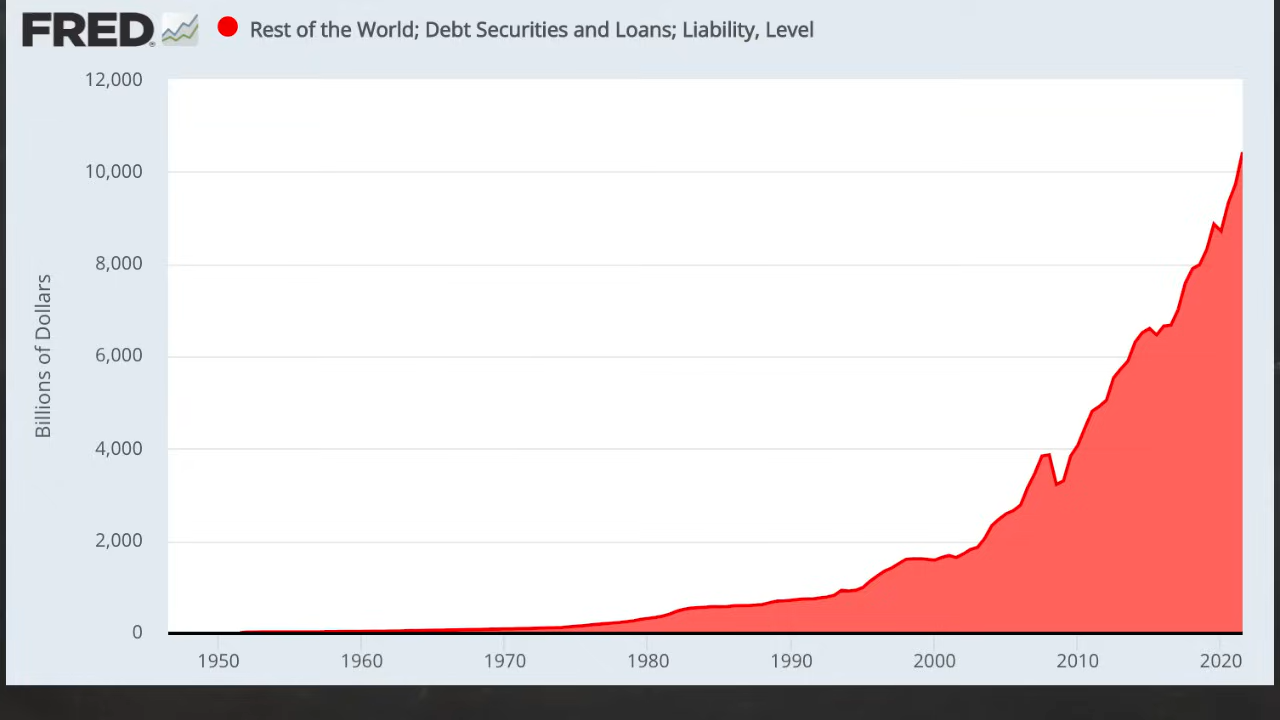 FRED® Rest of the World; Debt Securities and Loans; Liability, Level
12,000
10,000
8,000
6,000
4,000
2,000
0
Billions of Dollars
1950 1960 1970 1980 1990 2000 2010 2020